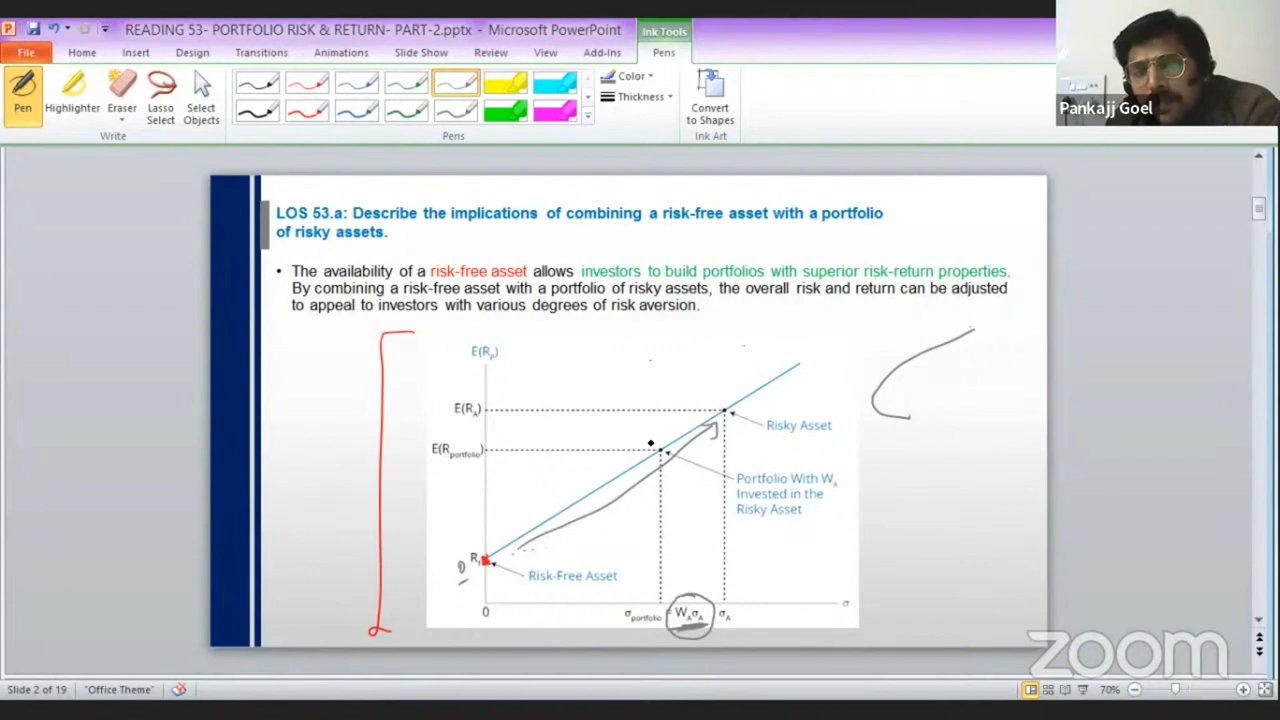 READING 53- PORTFOLIO RISK & RETURN- PART-2.pptx - Microsoft PowerPoint
Ink Tools
File Home Insert Design Transitions Animations Slide Show Review View Add-Ins Pens
Pen Highlighter Eraser Lasso Select Select Objects
Color
Thickness
Convert to Shapes
Write Pens Ink Art
Pankajj Goel
LOS 53.a: Describe the implications of combining a risk-free asset with a portfolio
of risky assets.
• The availability of a risk-free asset allows investors to build portfolios with superior risk-return properties.
By combining a risk-free asset with a portfolio of risky assets, the overall risk and return can be adjusted
to appeal to investors with various degrees of risk aversion.
E(Rp)
E(RA)
Risky Asset
E(Rportfolio)
Portfolio With WA
Invested in the
Risky Asset
Rf
Risk-Free Asset
0
σportfolio = WAσA σA σ
zoom
Slide 2 of 19 "Office Theme" 70%